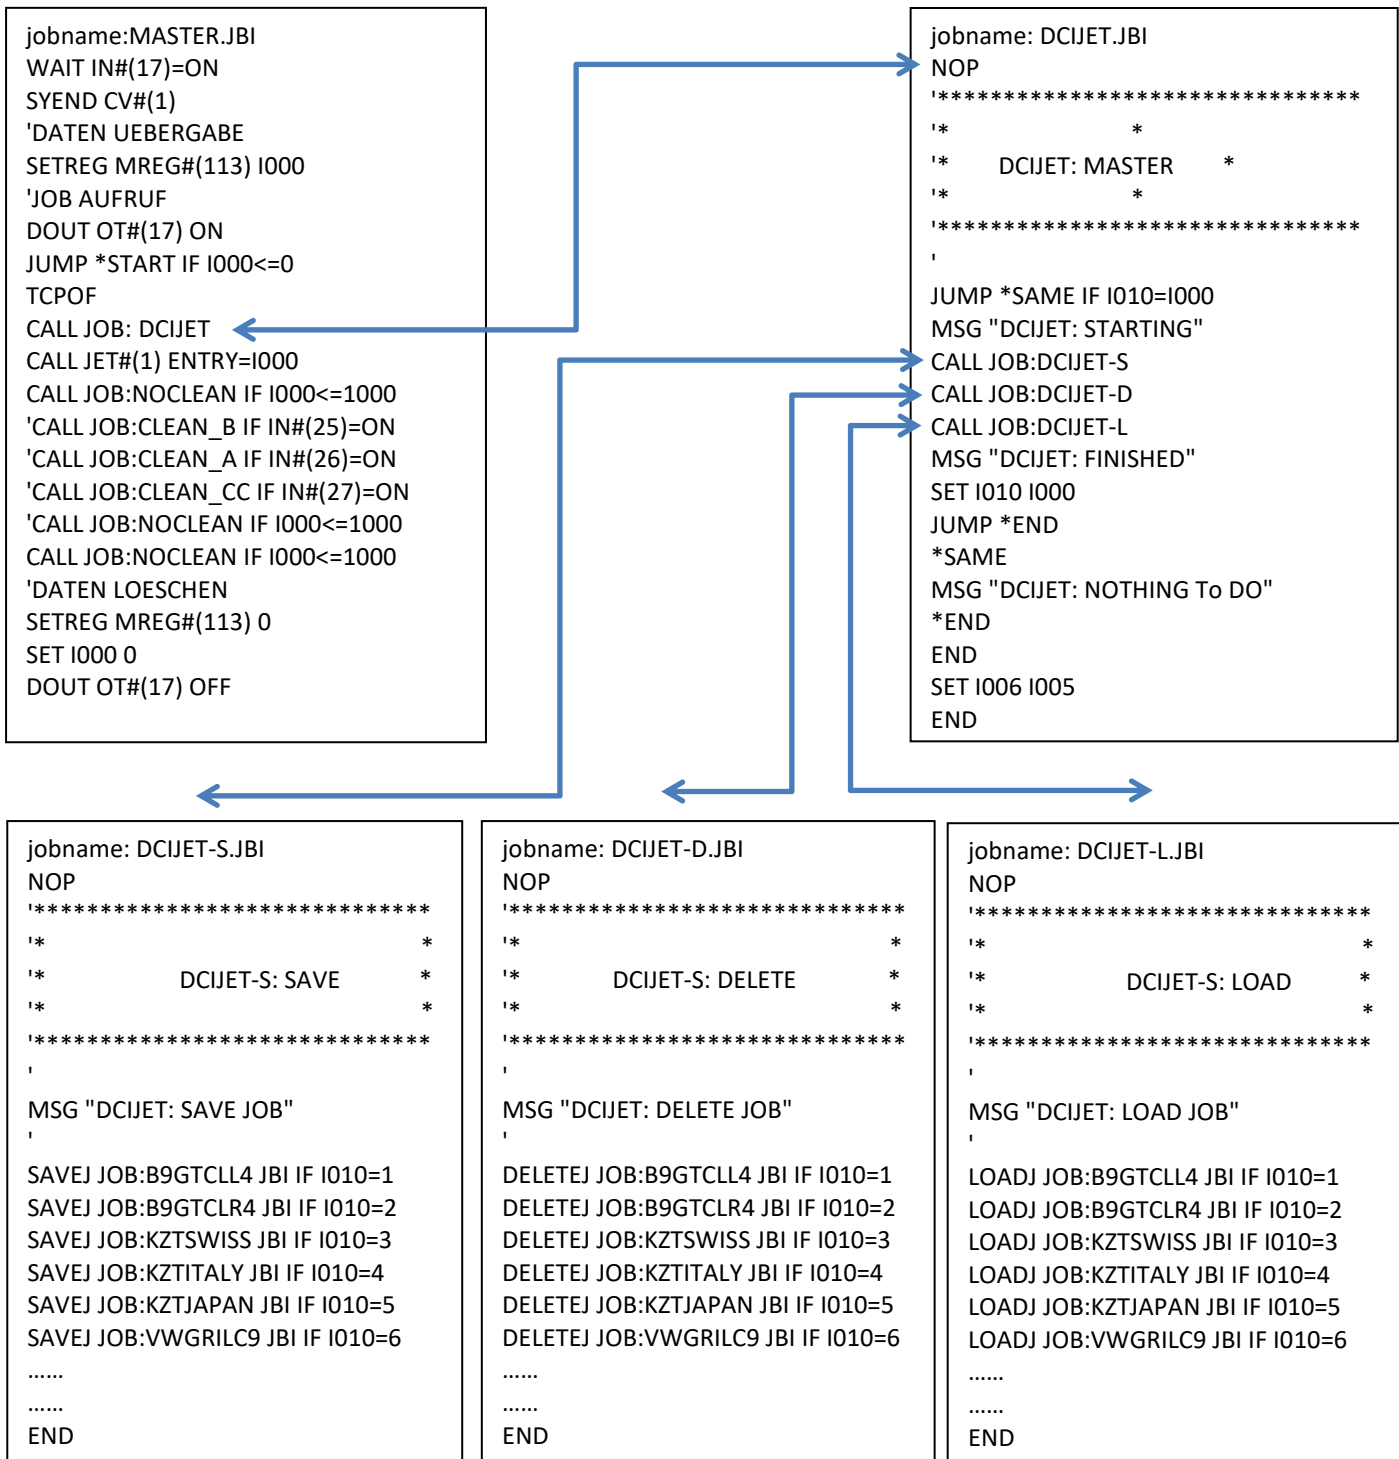 jobname:MASTER.JBI
WAIT IN#(17)=ON
SYEND CV#(1)
'DATEN UEBERGABE
SETREG MREG#(113) I000
'JOB AUFRUF
DOUT OT#(17) ON
JUMP *START IF I000<=0
TCPOF
CALL JOB: DCIJET
CALL JET#(1) ENTRY=I000
CALL JOB:NOCLEAN IF I000<=1000
'CALL JOB:CLEAN_B IF IN#(25)=ON
'CALL JOB:CLEAN_A IF IN#(26)=ON
'CALL JOB:CLEAN_CC IF IN#(27)=ON
'CALL JOB:NOCLEAN IF I000<=1000
CALL JOB:NOCLEAN IF I000<=1000
'DATEN LOESCHEN
SETREG MREG#(113) 0
SET I000 0
DOUT OT#(17) OFF
jobname: DCIJET.JBI
NOP
'********************************
'* *
'* DCIJET: MASTER *
'* *
'********************************
'
JUMP *SAME IF I010=I000
MSG "DCIJET: STARTING"
CALL JOB:DCIJET-S
CALL JOB:DCIJET-D
CALL JOB:DCIJET-L
MSG "DCIJET: FINISHED"
SET I010 I000
JUMP *END
*SAME
MSG "DCIJET: NOTHING To DO"
*END
END
SET I006 I005
END
jobname: DCIJET-S.JBI
NOP
'******************************
'* *
'* DCIJET-S: SAVE *
'* *
'******************************
'
MSG "DCIJET: SAVE JOB"
'
SAVEJ JOB:B9GTCLL4 JBI IF I010=1
SAVEJ JOB:B9GTCLR4 JBI IF I010=2
SAVEJ JOB:KZTSWISS JBI IF I010=3
SAVEJ JOB:KZTITALY JBI IF I010=4
SAVEJ JOB:KZTJAPAN JBI IF I010=5
SAVEJ JOB:VWGRILC9 JBI IF I010=6
......
......
END
jobname: DCIJET-D.JBI
NOP
'******************************
'* *
'* DCIJET-S: DELETE *
'* *
'******************************
'
MSG "DCIJET: DELETE JOB"
'
DELETEJ JOB:B9GTCLL4 JBI IF I010=1
DELETEJ JOB:B9GTCLR4 JBI IF I010=2
DELETEJ JOB:KZTSWISS JBI IF I010=3
DELETEJ JOB:KZTITALY JBI IF I010=4
DELETEJ JOB:KZTJAPAN JBI IF I010=5
DELETEJ JOB:VWGRILC9 JBI IF I010=6
......
......
END
jobname: DCIJET-L.JBI
NOP
'******************************
'* *
'* DCIJET-S: LOAD *
'* *
'******************************
'
MSG "DCIJET: LOAD JOB"
'
LOADJ JOB:B9GTCLL4 JBI IF I010=1
LOADJ JOB:B9GTCLR4 JBI IF I010=2
LOADJ JOB:KZTSWISS JBI IF I010=3
LOADJ JOB:KZTITALY JBI IF I010=4
LOADJ JOB:KZTJAPAN JBI IF I010=5
LOADJ JOB:VWGRILC9 JBI IF I010=6
......
......
END